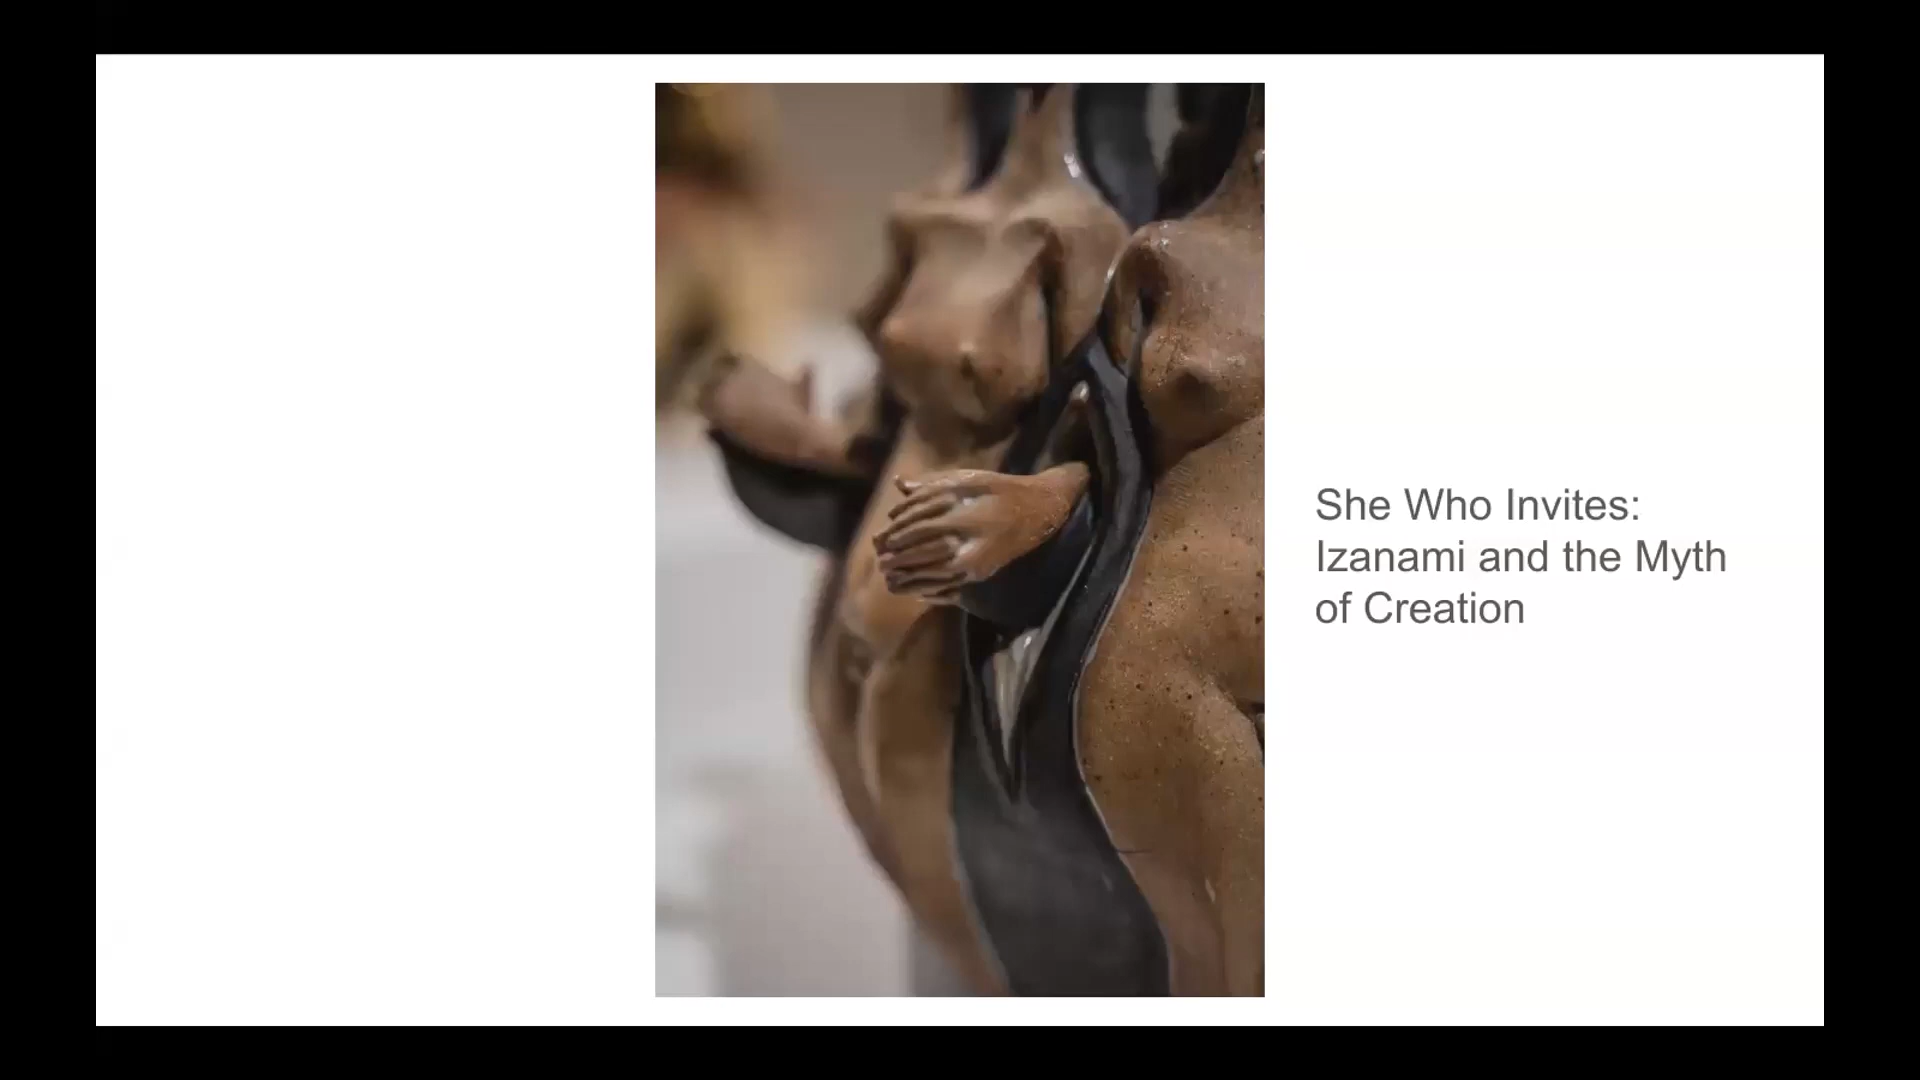 She Who Invites:
Izanami and the Myth
of Creation